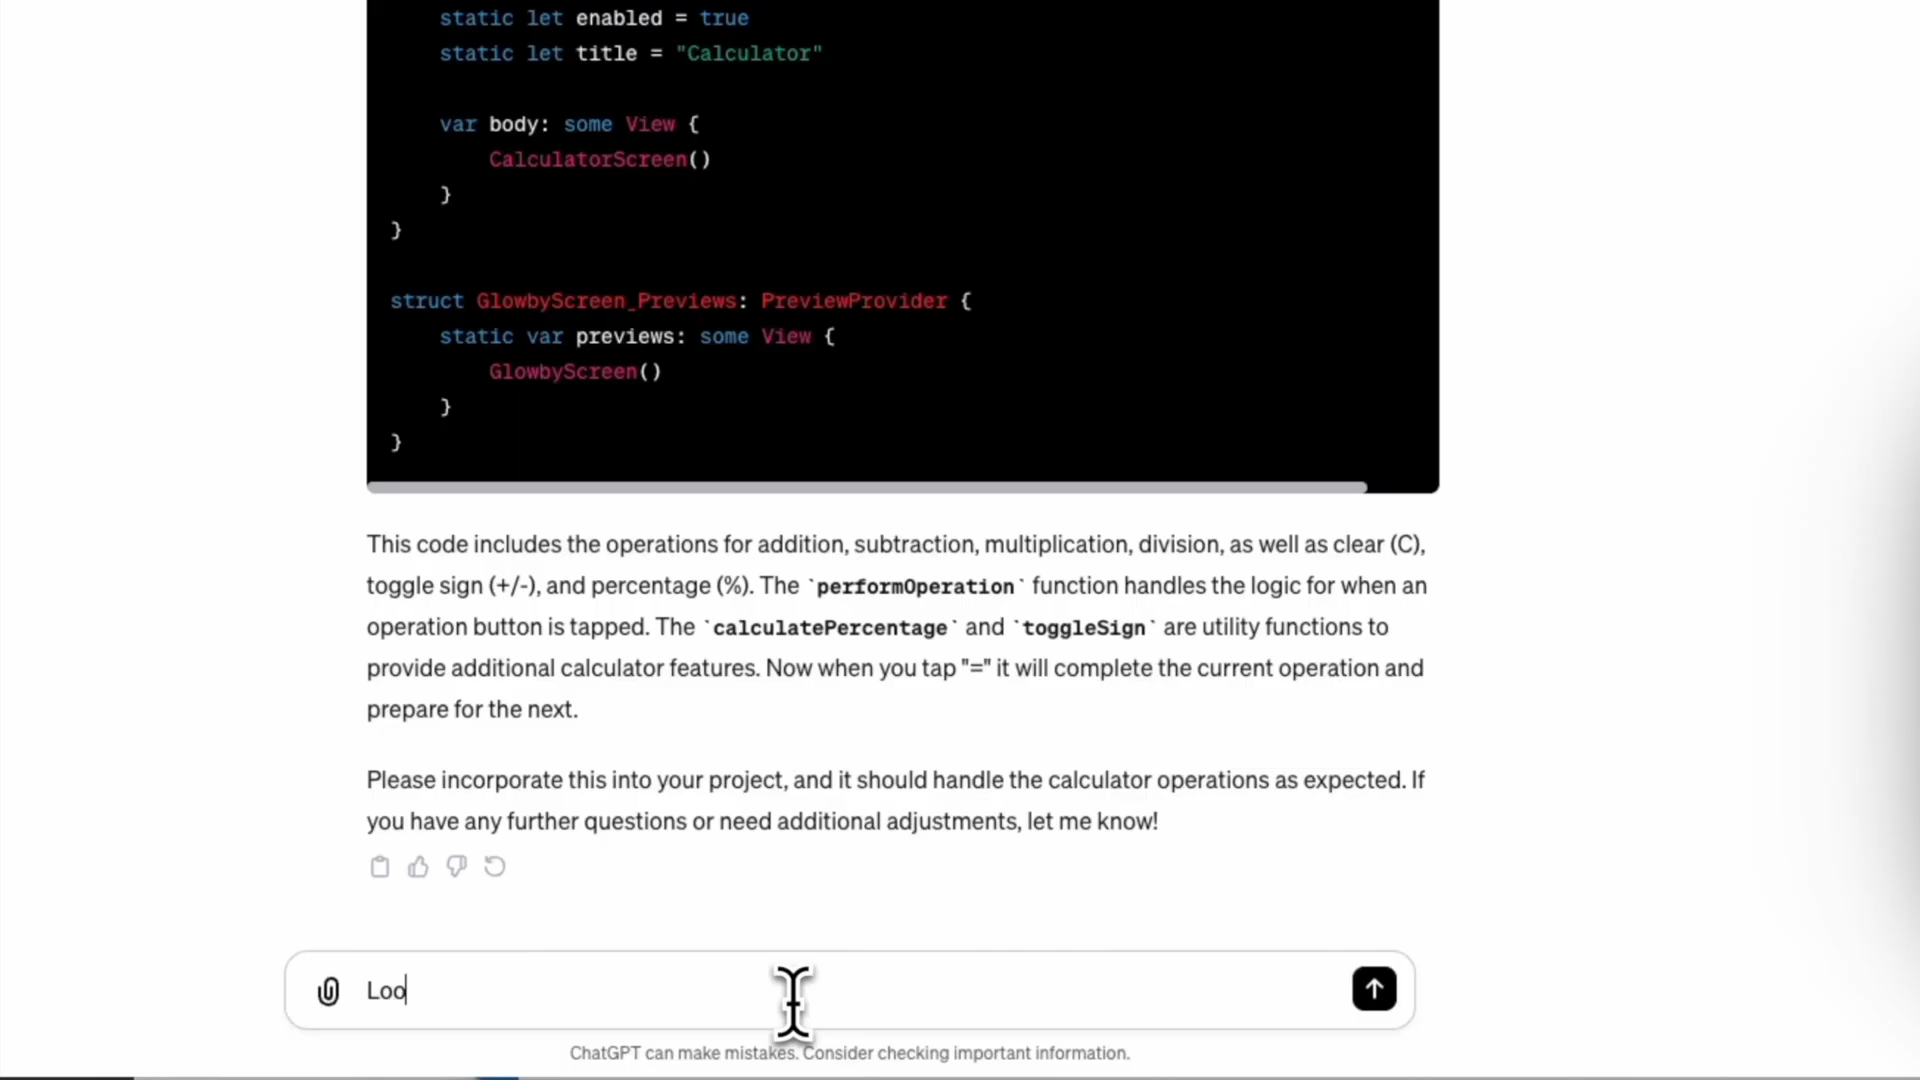 static let enabled = true
static let title = "Calculator"
var body: some View {
CalculatorScreen()
}
}
struct GlowbyScreen_Previews: PreviewProvider {
static var previews: some View {
GlowbyScreen()
}
}
This code includes the operations for addition, subtraction, multiplication, division, as well as clear (C),
toggle sign (+/-), and percentage (%). The `performOperation` function handles the logic for when an
operation button is tapped. The `calculatePercentage` and `toggleSign` are utility functions to
provide additional calculator features. Now when you tap "=" it will complete the current operation and
prepare for the next.
Please incorporate this into your project, and it should handle the calculator operations as expected. If
you have any further questions or need additional adjustments, let me know!
Loo
ChatGPT can make mistakes. Consider checking important information.